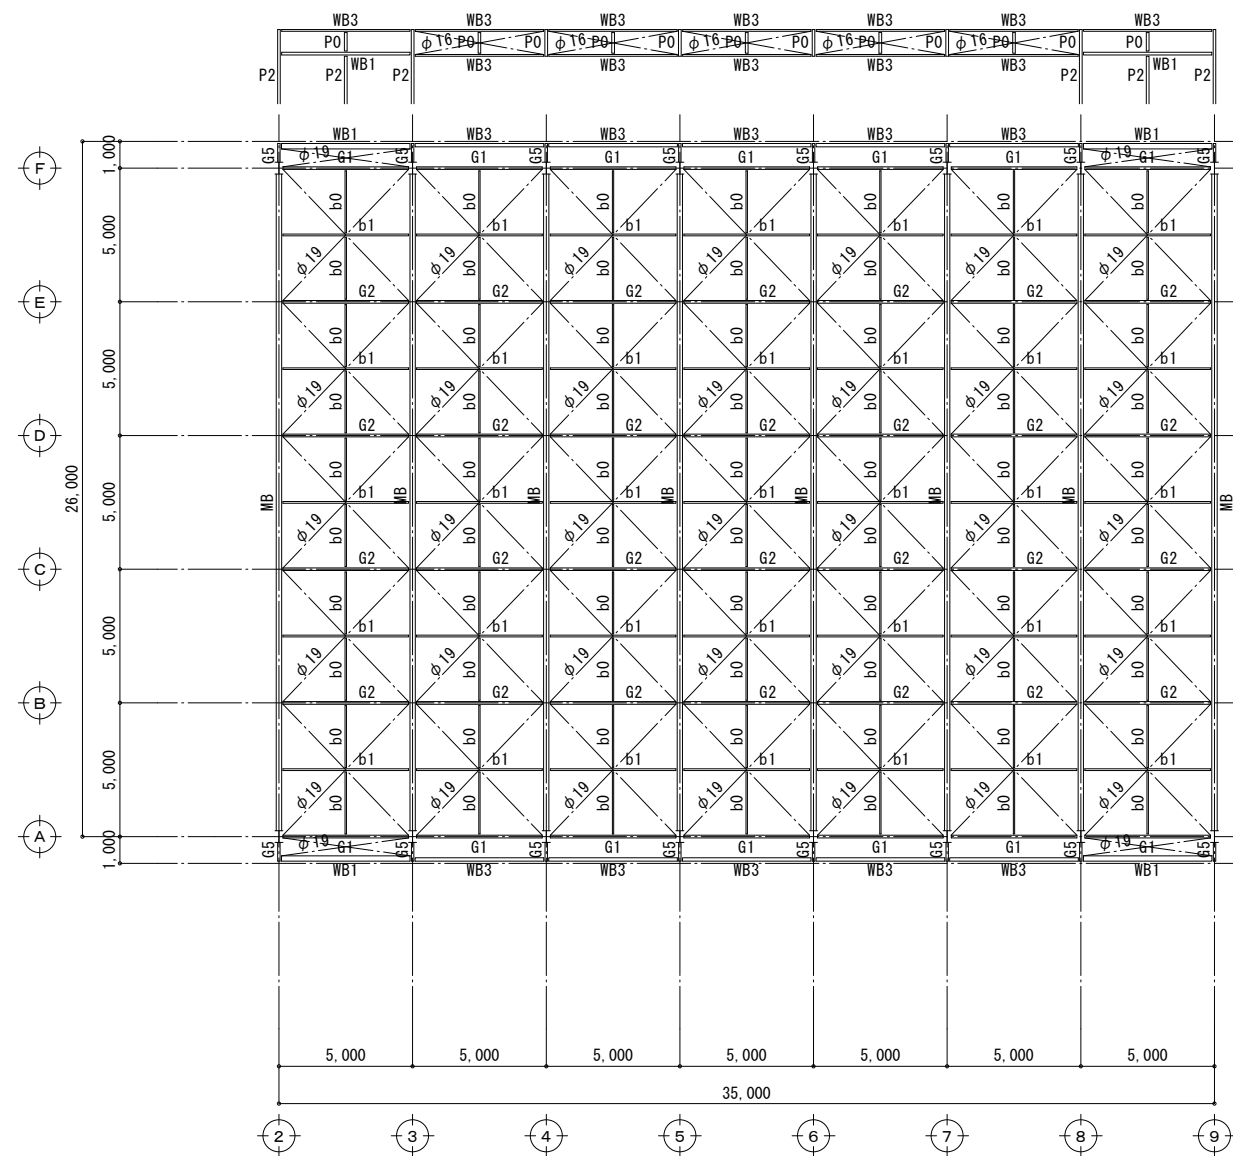 WB3 WB3 WB3 WB3 WB3 WB3 WB3
P0 φ16 P0 P0 φ16 P0 φ16 P0 φ16 P0 φ16 P0 P0
WB1 WB3 WB3 WB3 WB3 WB3 WB1
P2 P2 P2 P2 P2 P2
WB1 WB3 WB3 WB3 WB3 WB3 WB1
1,000
G5 φ19 G1 G5 G1 G5 G1 G5 G1 G5 G1 G5 G1 G5 φ19 G1 G5
F
b0 b0 b0 b0 b0 b0 b0
5,000
b1 b1 b1 b1 b1 b1 b1
φ19 b0 φ19 b0 φ19 b0 φ19 b0 φ19 b0 φ19 b0 φ19 b0
G2 G2 G2 G2 G2 G2 G2
E
b0 b0 b0 b0 b0 b0 b0
5,000
b1 b1 b1 b1 b1 b1 b1
φ19 b0 φ19 b0 φ19 b0 φ19 b0 φ19 b0 φ19 b0 φ19 b0
G2 G2 G2 G2 G2 G2 G2
D
b0 b0 b0 b0 b0 b0 b0
26,000
5,000
MB b1 MB b1 MB b1 MB b1 MB b1 MB b1 MB b1 MB
φ19 b0 φ19 b0 φ19 b0 φ19 b0 φ19 b0 φ19 b0 φ19 b0
G2 G2 G2 G2 G2 G2 G2
C
b0 b0 b0 b0 b0 b0 b0
5,000
b1 b1 b1 b1 b1 b1 b1
φ19 b0 φ19 b0 φ19 b0 φ19 b0 φ19 b0 φ19 b0 φ19 b0
G2 G2 G2 G2 G2 G2 G2
B
b0 b0 b0 b0 b0 b0 b0
5,000
b1 b1 b1 b1 b1 b1 b1
φ19 b0 φ19 b0 φ19 b0 φ19 b0 φ19 b0 φ19 b0 φ19 b0
A
1,000
G5 φ19 G1 G5 G1 G5 G1 G5 G1 G5 G1 G5 G1 G5 φ19 G1 G5
WB1 WB3 WB3 WB3 WB3 WB3 WB1
5,000 5,000 5,000 5,000 5,000 5,000 5,000
35,000
2 3 4 5 6 7 8 9